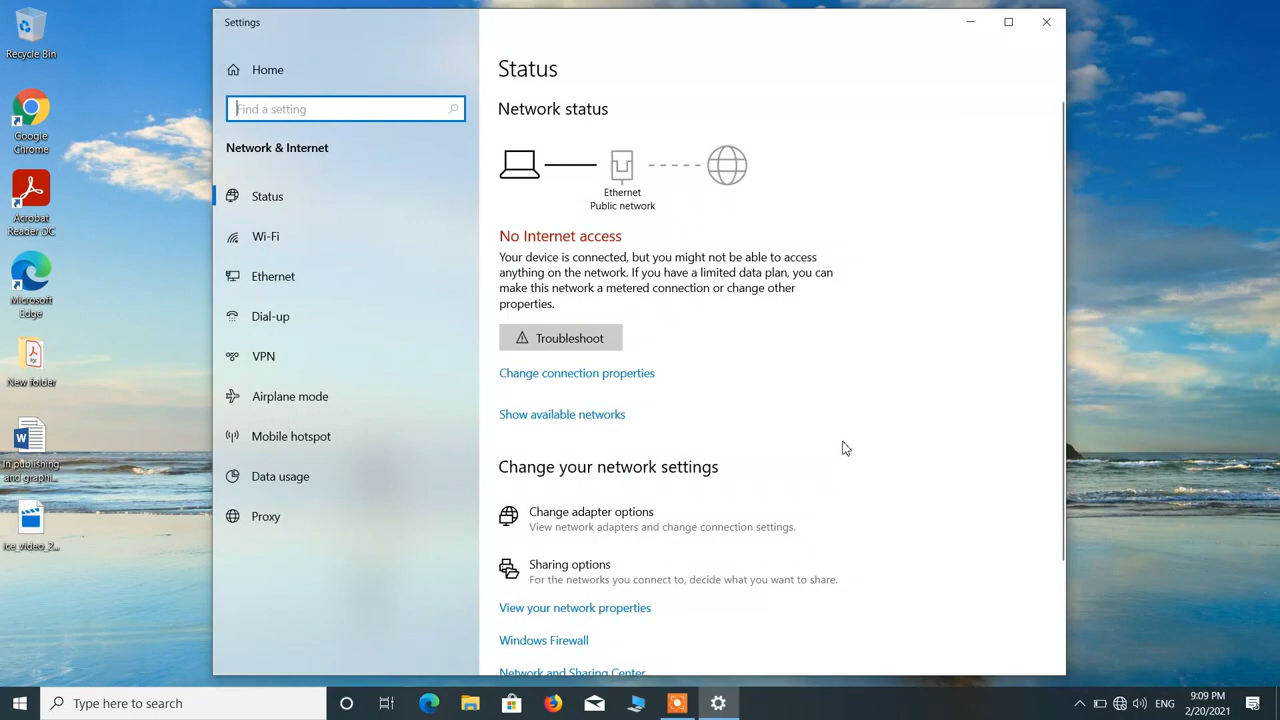 Settings
Home
Find a setting
Network & Internet
Status
Wi-Fi
Ethernet
Dial-up
VPN
Airplane mode
Mobile hotspot
Data usage
Proxy
Status
Network status
Ethernet
Public network
No Internet access
Your device is connected, but you might not be able to access
anything on the network. If you have a limited data plan, you can
make this network a metered connection or change other
properties.
Troubleshoot
Change connection properties
Show available networks
Change your network settings
Change adapter options
View network adapters and change connection settings.
Sharing options
For the networks you connect to, decide what you want to share.
View your network properties
Windows Firewall
Network and Sharing Center
Recycle Bin
Google
Chrome
Acrobat
Reader DC
Microsoft
Edge
New folder
In publishing
and graphi...
ice_video_2...
Type here to search
ENG
9:09 PM
2/20/2021